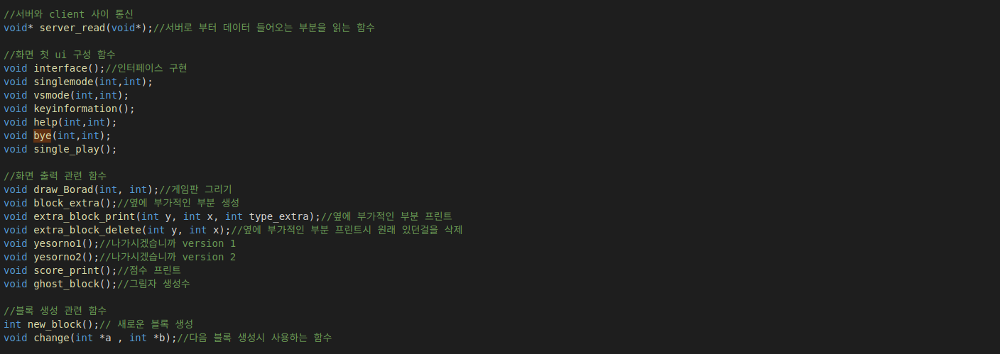 //서버와 client 사이 통신
void* server_read(void*);//서버로 부터 데이터 들어오는 부분을 읽는 함수
//화면 첫 ui 구성 함수
void interface();//인터페이스 구현
void singlemode(int,int);
void vsmode(int,int);
void keyinformation();
void help(int,int);
void bye(int,int);
void single_play();
//화면 출력 관련 함수
void draw_Borad(int, int);//게임판 그리기
void block_extra();//옆에 부가적인 부분 생성
void extra_block_print(int y, int x, int type_extra);//옆에 부가적인 부분 프린트
void extra_block_delete(int y, int x);//옆에 부가적인 부분 프린트시 원래 있던걸을 삭제
void yesorno1();//나가시겠습니까 version 1
void yesorno2();//나가시겠습니까 version 2
void score_print();//점수 프린트
void ghost_block();//그림자 생성수
//블록 생성 관련 함수
int new_block();// 새로운 블록 생성
void change(int *a , int *b);//다음 블록 생성시 사용하는 함수